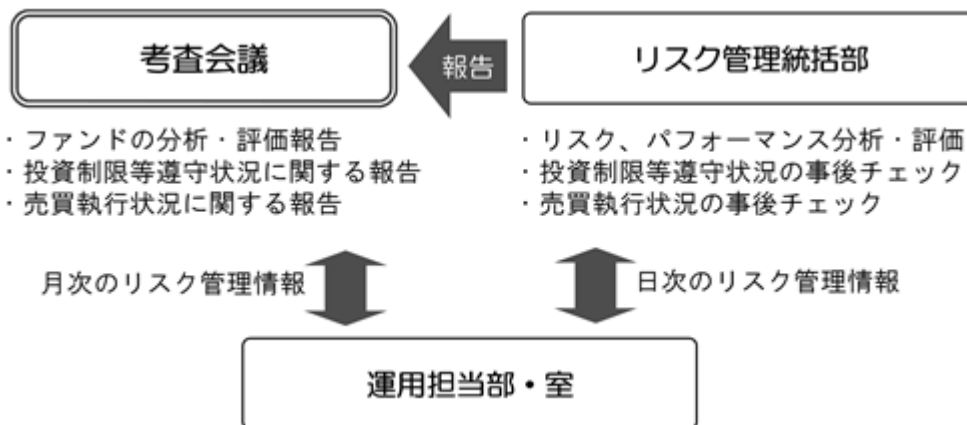 考査会議
報告
リスク管理統括部
・ファンドの分析・評価報告
・投資制限等遵守状況に関する報告
・売買執行状況に関する報告
・リスク、パフォーマンス分析・評価
・投資制限等遵守状況の事後チェック
・売買執行状況の事後チェック
月次のリスク管理情報
日次のリスク管理情報
運用担当部・室